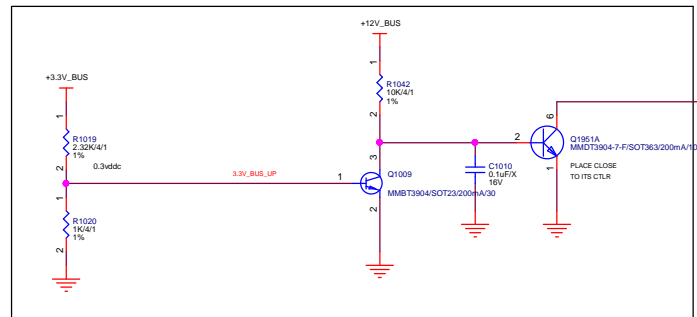 +12V_BUS
+3.3V_BUS
1
R1042
10K/4/1
1%
2
1
R1019
2.32K/4/1
1%
2
0.3vddc
3.3V_BUS_UP
1
3
Q1009
MMBT3904/SOT23/200mA/30
2
C1010
0.1uF/X
16V
2
6
Q1951A
MMDT3904-7-F/SOT363/200mA/10
PLACE CLOSE
TO ITS CTLR
1
1
R1020
1K/4/1
1%
2